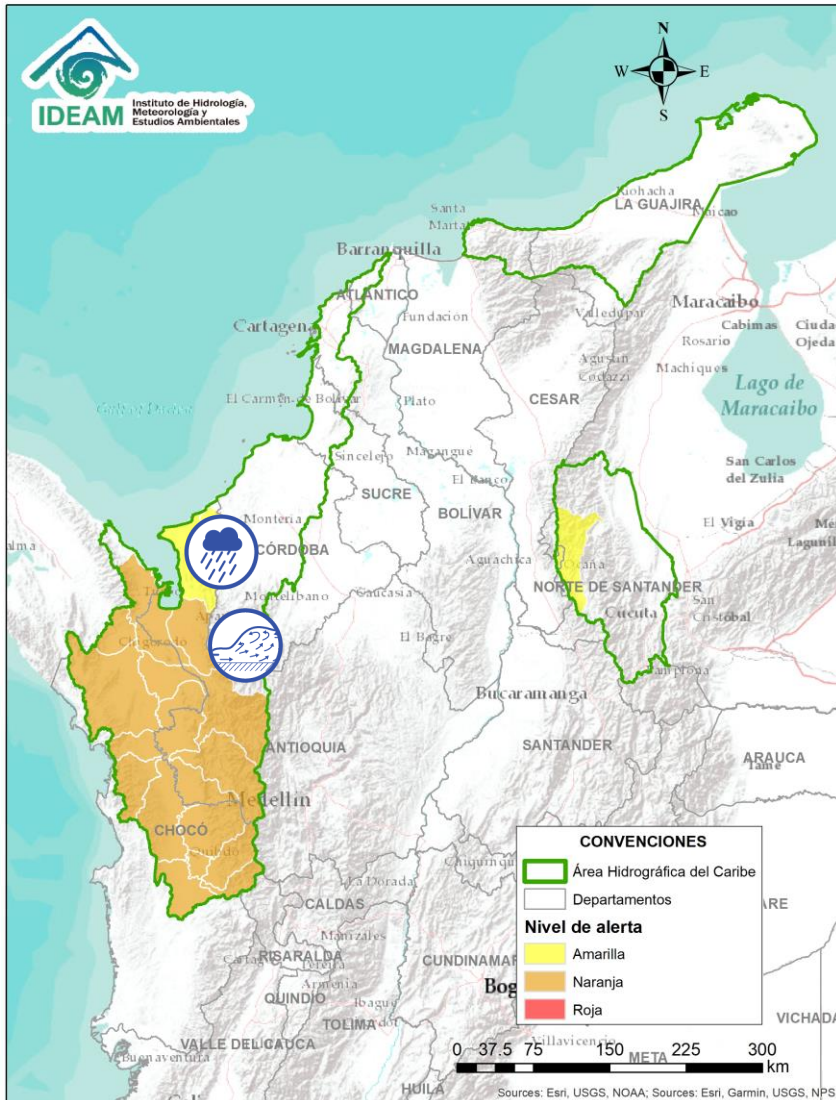 IDEAM
Instituto de Hidrología,
Meteorología y
Estudios Ambientales
N
W
E
S
Riohacha
LA GUAJIRA
Maicao
Santa
Marta
Barranquilla
ATLÁNTICO
Maracaibo
Cabimas
Ciudad
Ojeda
Cartagena
Fundación
Valledupar
Rosario
MAGDALENA
Agustín
Codazzi
Machiques
Lago de
Maracaibo
CESAR
El Carmen de Bolívar
Plato
Sincelejo
Magangué
San Carlos
del Zulia
SUCRE
El Banco
BOLÍVAR
Montería
El Vigía
CÓRDOBA
Aguachica
Ocaña
Montelíbano
Caucasia
NORTE DE SANTANDER
Cúcuta
San
Cristóbal
Chigorodó
El Bagre
Pamplona
Bucaramanga
ANTIOQUIA
SANTANDER
ARAUCA
Tame
Medellín
CHOCÓ
Quibdó
La Dorada
CALDAS
Manizales
RISARALDA
Pereira
Armenia
QUINDÍO
Ibagué
TOLIMA
VALLE DEL CAUCA
Buenaventura
HUILA
Villavicencio
META
VICHADA
CONVENCIONES
Área Hidrográfica del Caribe
Departamentos
Nivel de alerta
Amarilla
Naranja
Roja
0 37.5 75 150 225 300
km
Sources: Esri, USGS, NOAA; Sources: Esri, Garmin, USGS, NPS